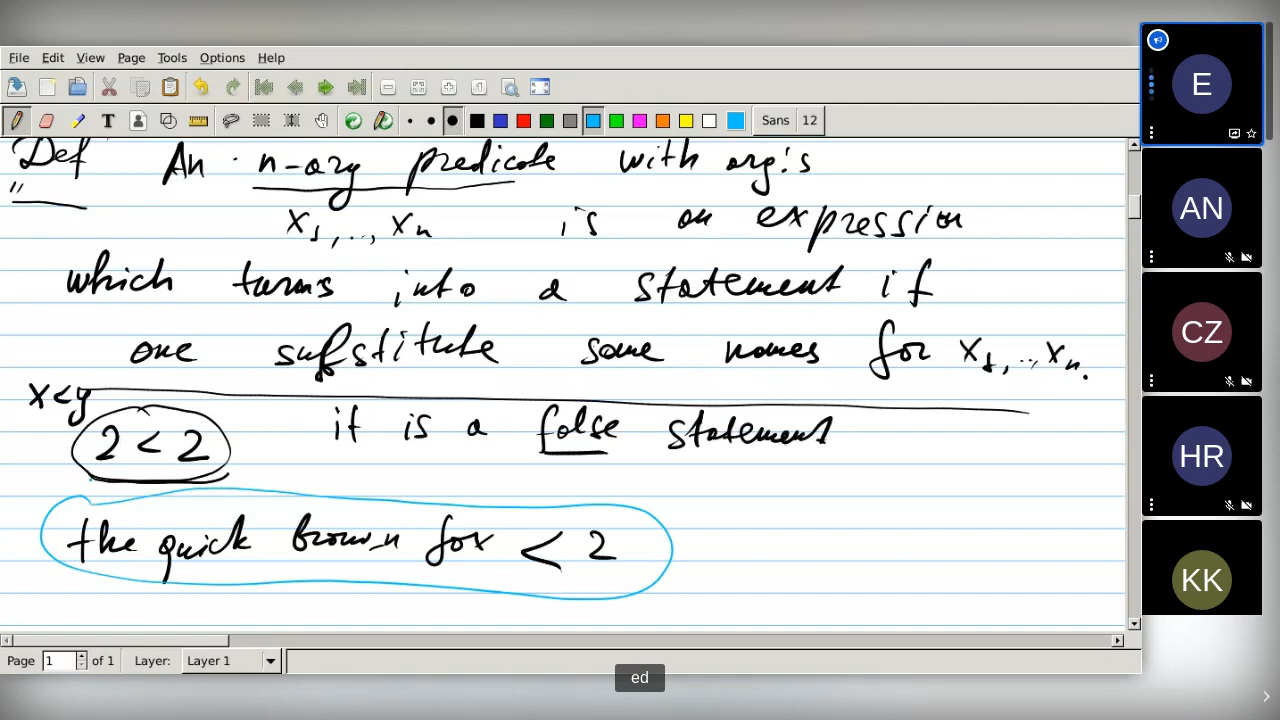 File Edit View Page Tools Options Help
Sans 12
Def An n-ary predicate with arg's
x₁,..,xₙ is an expression
which turns into a statement if
one substitute some names for x₁,..,xₙ.
x<y
2 < 2 it is a false statement
the quick brown fox < 2
Page 1 of 1 Layer: Layer 1
ed
E
AN
CZ
HR
KK